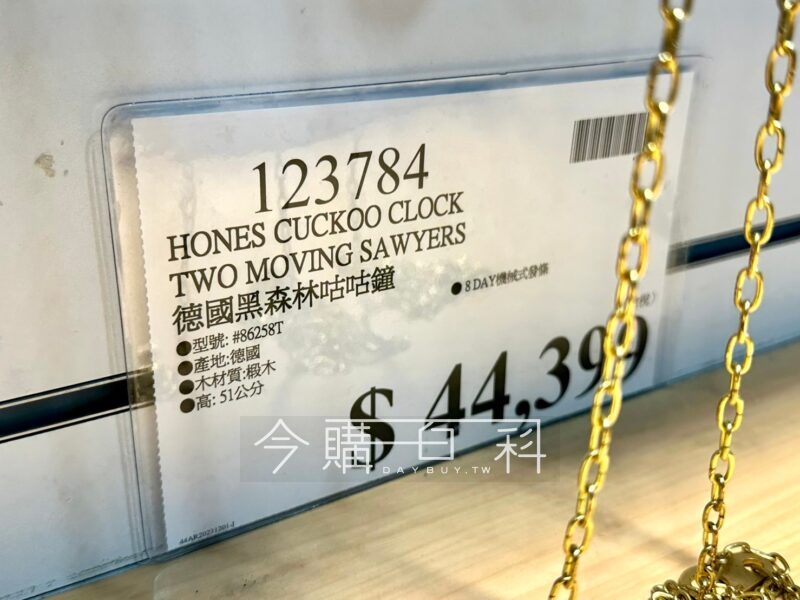 123784
HONES CUCKOO CLOCK
TWO MOVING SAWYERS
德國黑森林咕咕鐘
●型號: #86258T
●產地:德國
●木材質:椴木
●高: 51公分
●8 DAY機絨式發條
$ 44,399
今購百科
DAYBUY.TW